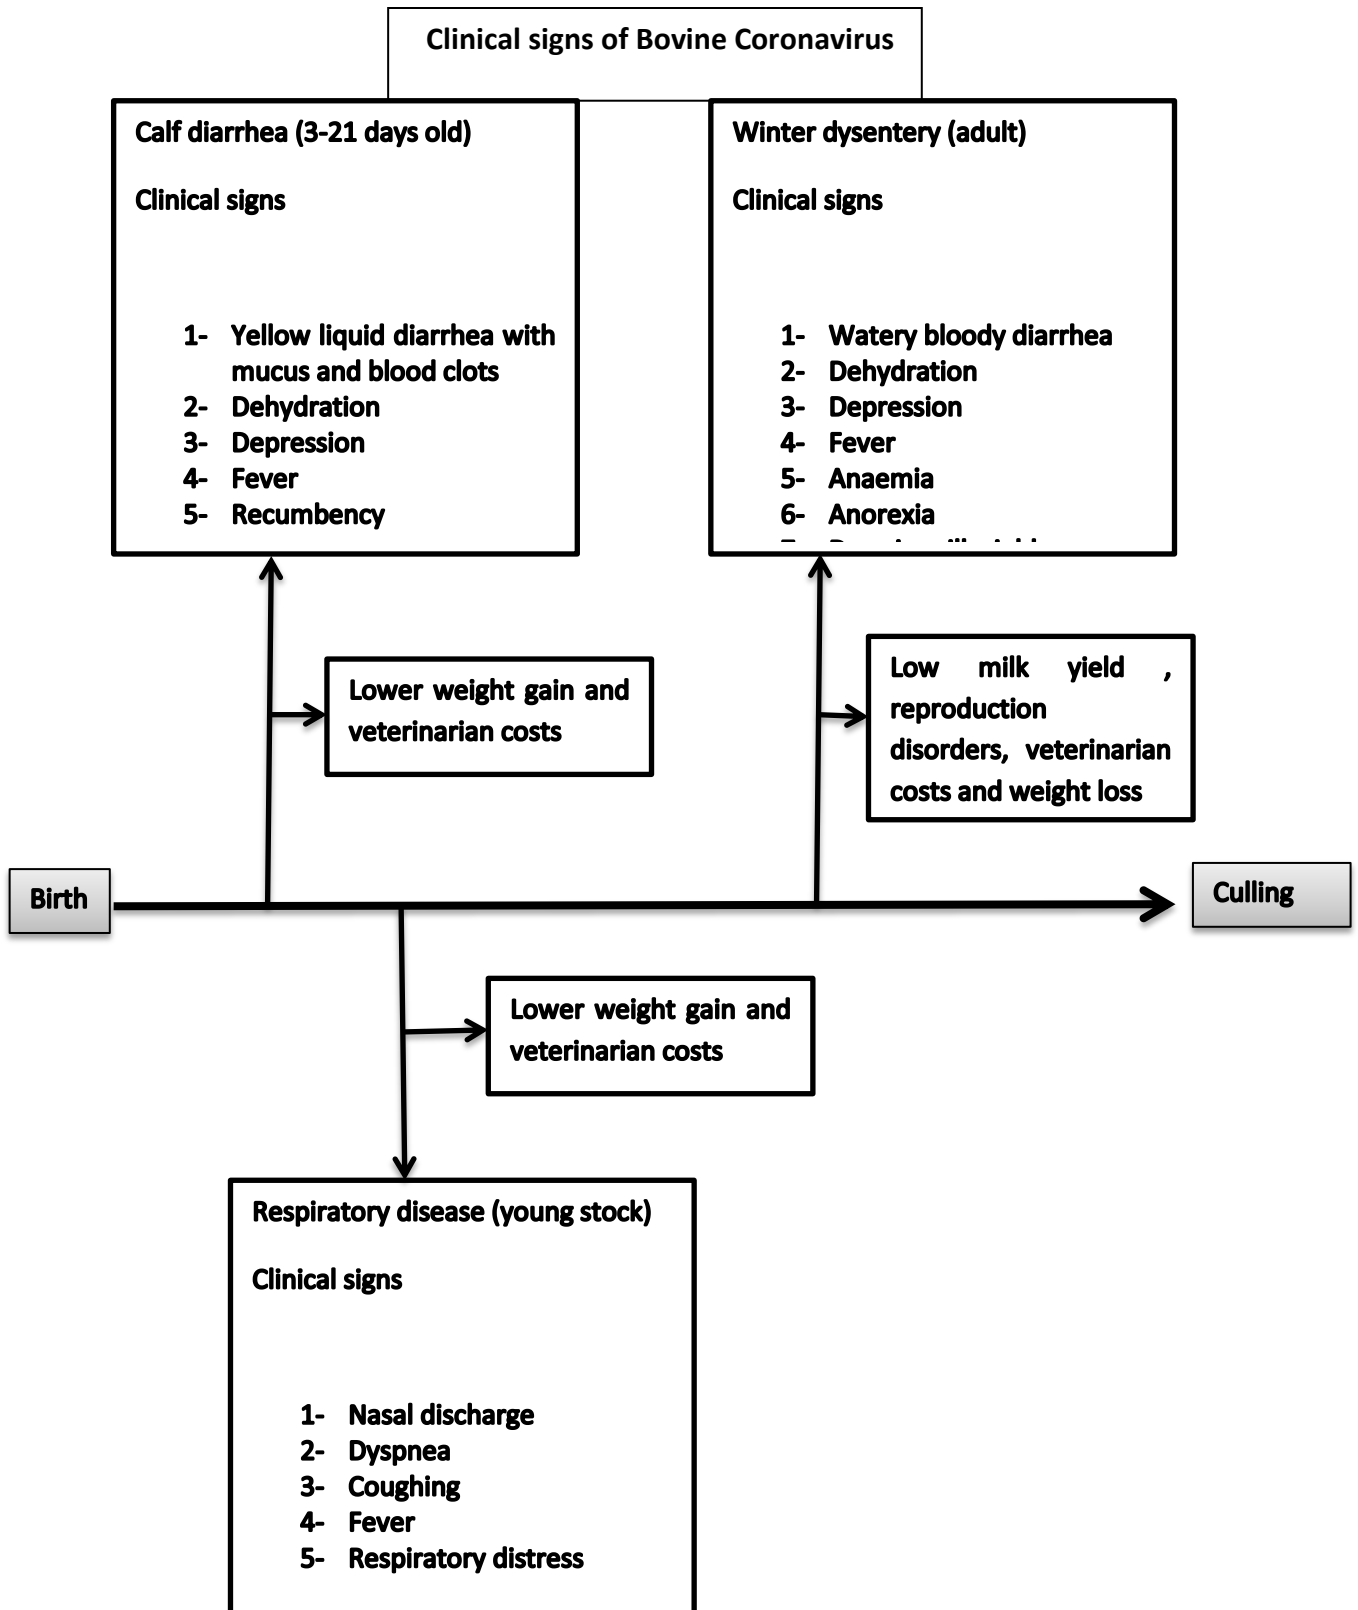 Clinical signs of Bovine Coronavirus
Calf diarrhea (3-21 days old)
Clinical signs
1- Yellow liquid diarrhea with
mucus and blood clots
2- Dehydration
3- Depression
4- Fever
5- Recumbency
Winter dysentery (adult)
Clinical signs
1- Watery bloody diarrhea
2- Dehydration
3- Depression
4- Fever
5- Anaemia
6- Anorexia
Lower weight gain and
veterinarian costs
Low milk yield ,
reproduction
disorders, veterinarian
costs and weight loss
Birth
Culling
Lower weight gain and
veterinarian costs
Respiratory disease (young stock)
Clinical signs
1- Nasal discharge
2- Dyspnea
3- Coughing
4- Fever
5- Respiratory distress